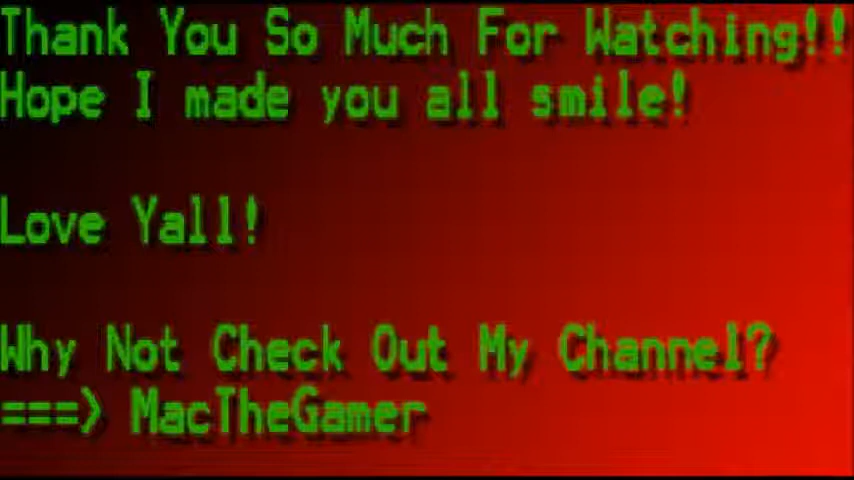 Thank You So Much For Watching!!
Hope I made you all smile!
Love Yall!
Why Not Check Out My Channel?
===> MacTheGamer